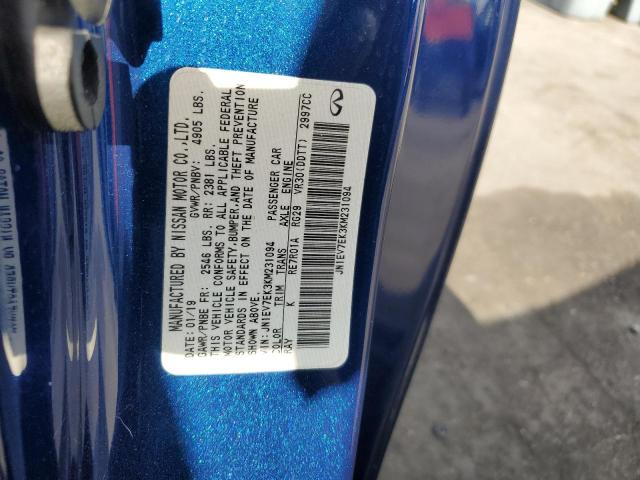 MANUFACTURED BY NISSAN MOTOR CO.,LTD.
DATE: 01/19 GVWR/PNBV: 4905 LBS.
GAWR/PNBE FR: 2546 LBS. RR: 2381 LBS.
THIS VEHICLE CONFORMS TO ALL APPLICABLE FEDERAL
MOTOR VEHICLE SAFETY,BUMPER,AND THEFT PREVENTION
STANDARDS IN EFFECT ON THE DATE OF MANUFACTURE
SHOWN ABOVE.
VIN:JN1EV7EK3KM231094 PASSENGER CAR
COLOR TRIM TRANS AXLE ENGINE
RAY K RE7R01A RG29 VR30(DDTT) 2997CC
JN1EV7EK3KM231094